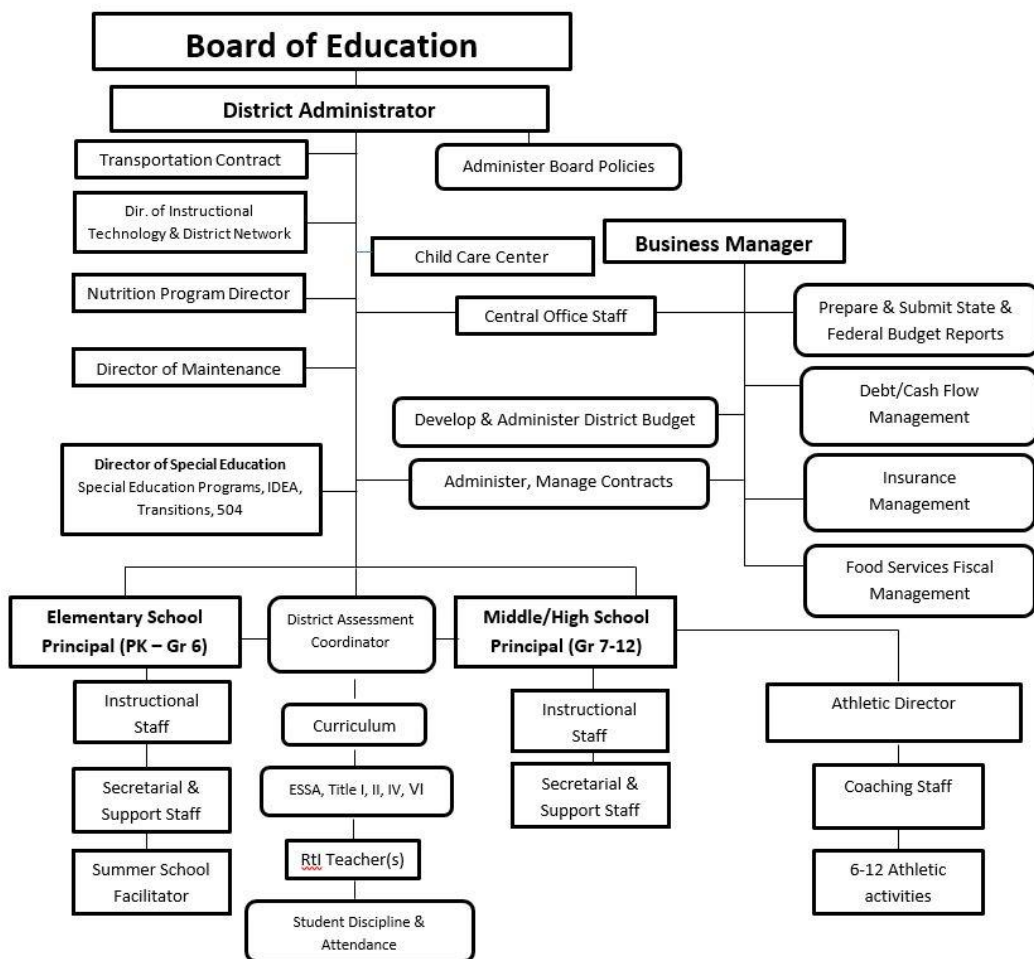 Board of Education
District Administrator
Transportation Contract
Administer Board Policies
Dir. of Instructional
Technology & District Network
Business Manager
Child Care Center
Nutrition Program Director
Central Office Staff
Prepare & Submit State &
Federal Budget Reports
Director of Maintenance
Debt/Cash Flow
Management
Develop & Administer District Budget
Director of Special Education
Special Education Programs, IDEA,
Transitions, 504
Administer, Manage Contracts
Insurance
Management
Food Services Fiscal
Management
Elementary School
Principal (PK – Gr 6)
District Assessment
Coordinator
Middle/High School
Principal (Gr 7-12)
Instructional
Staff
Curriculum
Instructional
Staff
Athletic Director
Secretarial &
Support Staff
ESSA, Title I, II, IV, VI
Secretarial &
Support Staff
Coaching Staff
Summer School
Facilitator
RtI Teacher(s)
6-12 Athletic
activities
Student Discipline &
Attendance